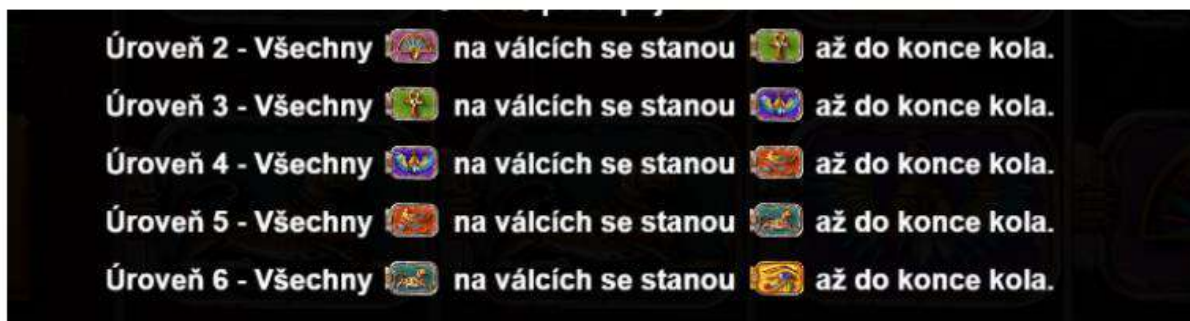 Úroveň 2 - Všechny na válcích se stanou až do konce kola.
Úroveň 3 - Všechny na válcích se stanou až do konce kola.
Úroveň 4 - Všechny na válcích se stanou až do konce kola.
Úroveň 5 - Všechny na válcích se stanou až do konce kola.
Úroveň 6 - Všechny na válcích se stanou až do konce kola.